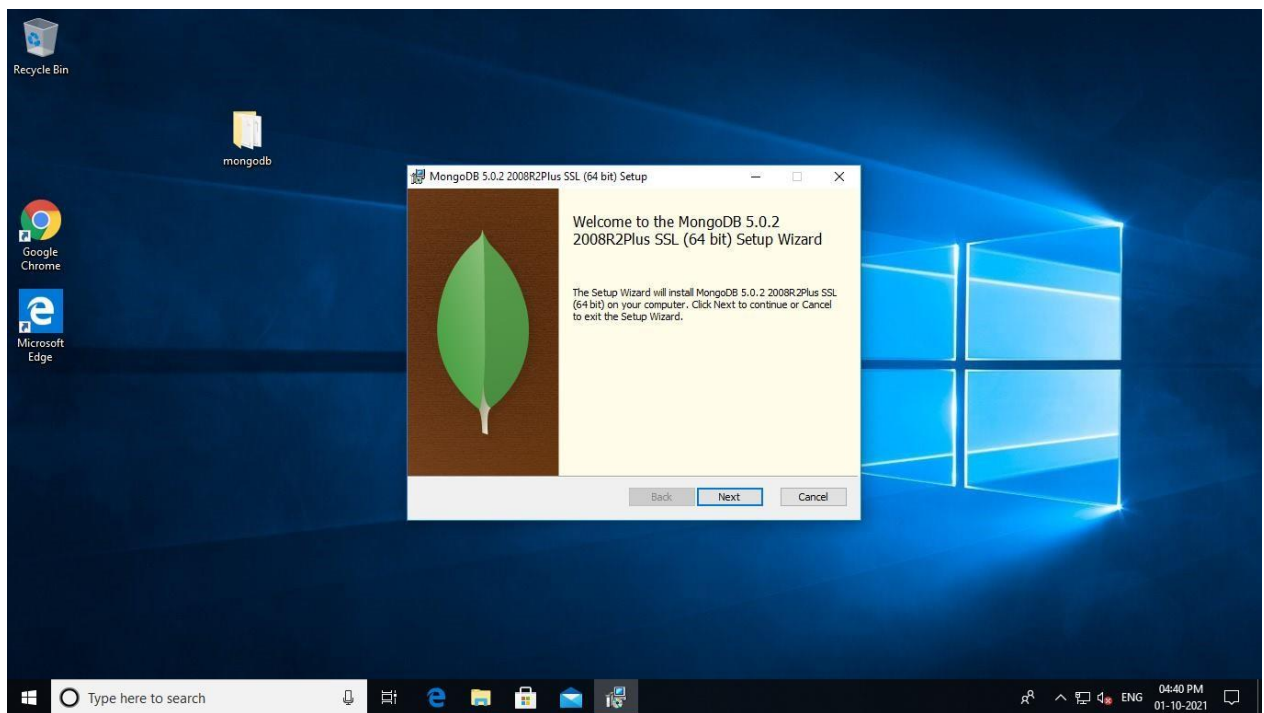 Recycle Bin
mongodb
Google
Chrome
Microsoft
Edge
MongoDB 5.0.2 2008R2Plus SSL (64 bit) Setup
Welcome to the MongoDB 5.0.2
2008R2Plus SSL (64 bit) Setup Wizard
The Setup Wizard will install MongoDB 5.0.2 2008R2Plus SSL
(64 bit) on your computer. Click Next to continue or Cancel
to exit the Setup Wizard.
Back Next Cancel
Type here to search
ENG
04:40 PM
01-10-2021